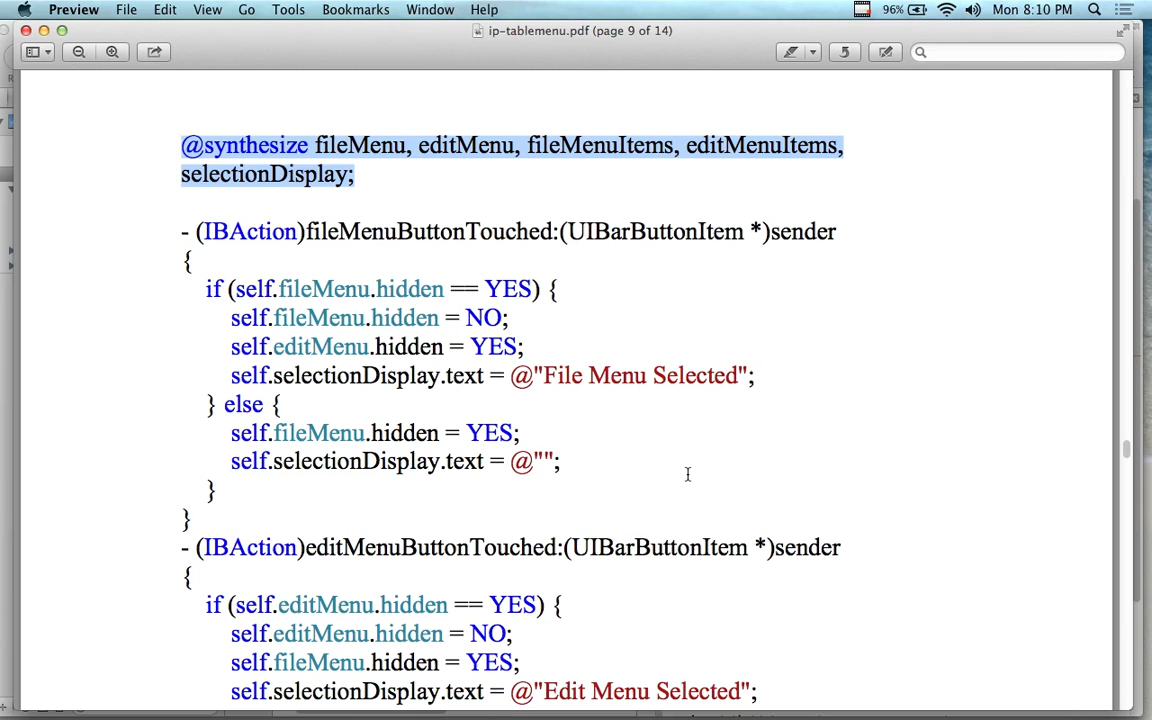 Preview File Edit View Go Tools Bookmarks Window Help 96% Mon 8:10 PM
ip-tablemenu.pdf (page 9 of 14)
@synthesize fileMenu, editMenu, fileMenuItems, editMenuItems,
selectionDisplay;
- (IBAction)fileMenuButtonTouched:(UIBarButtonItem *)sender
{
if (self.fileMenu.hidden == YES) {
self.fileMenu.hidden = NO;
self.editMenu.hidden = YES;
self.selectionDisplay.text = @"File Menu Selected";
} else {
self.fileMenu.hidden = YES;
self.selectionDisplay.text = @"";
}
}
- (IBAction)editMenuButtonTouched:(UIBarButtonItem *)sender
{
if (self.editMenu.hidden == YES) {
self.editMenu.hidden = NO;
self.fileMenu.hidden = YES;
self.selectionDisplay.text = @"Edit Menu Selected";